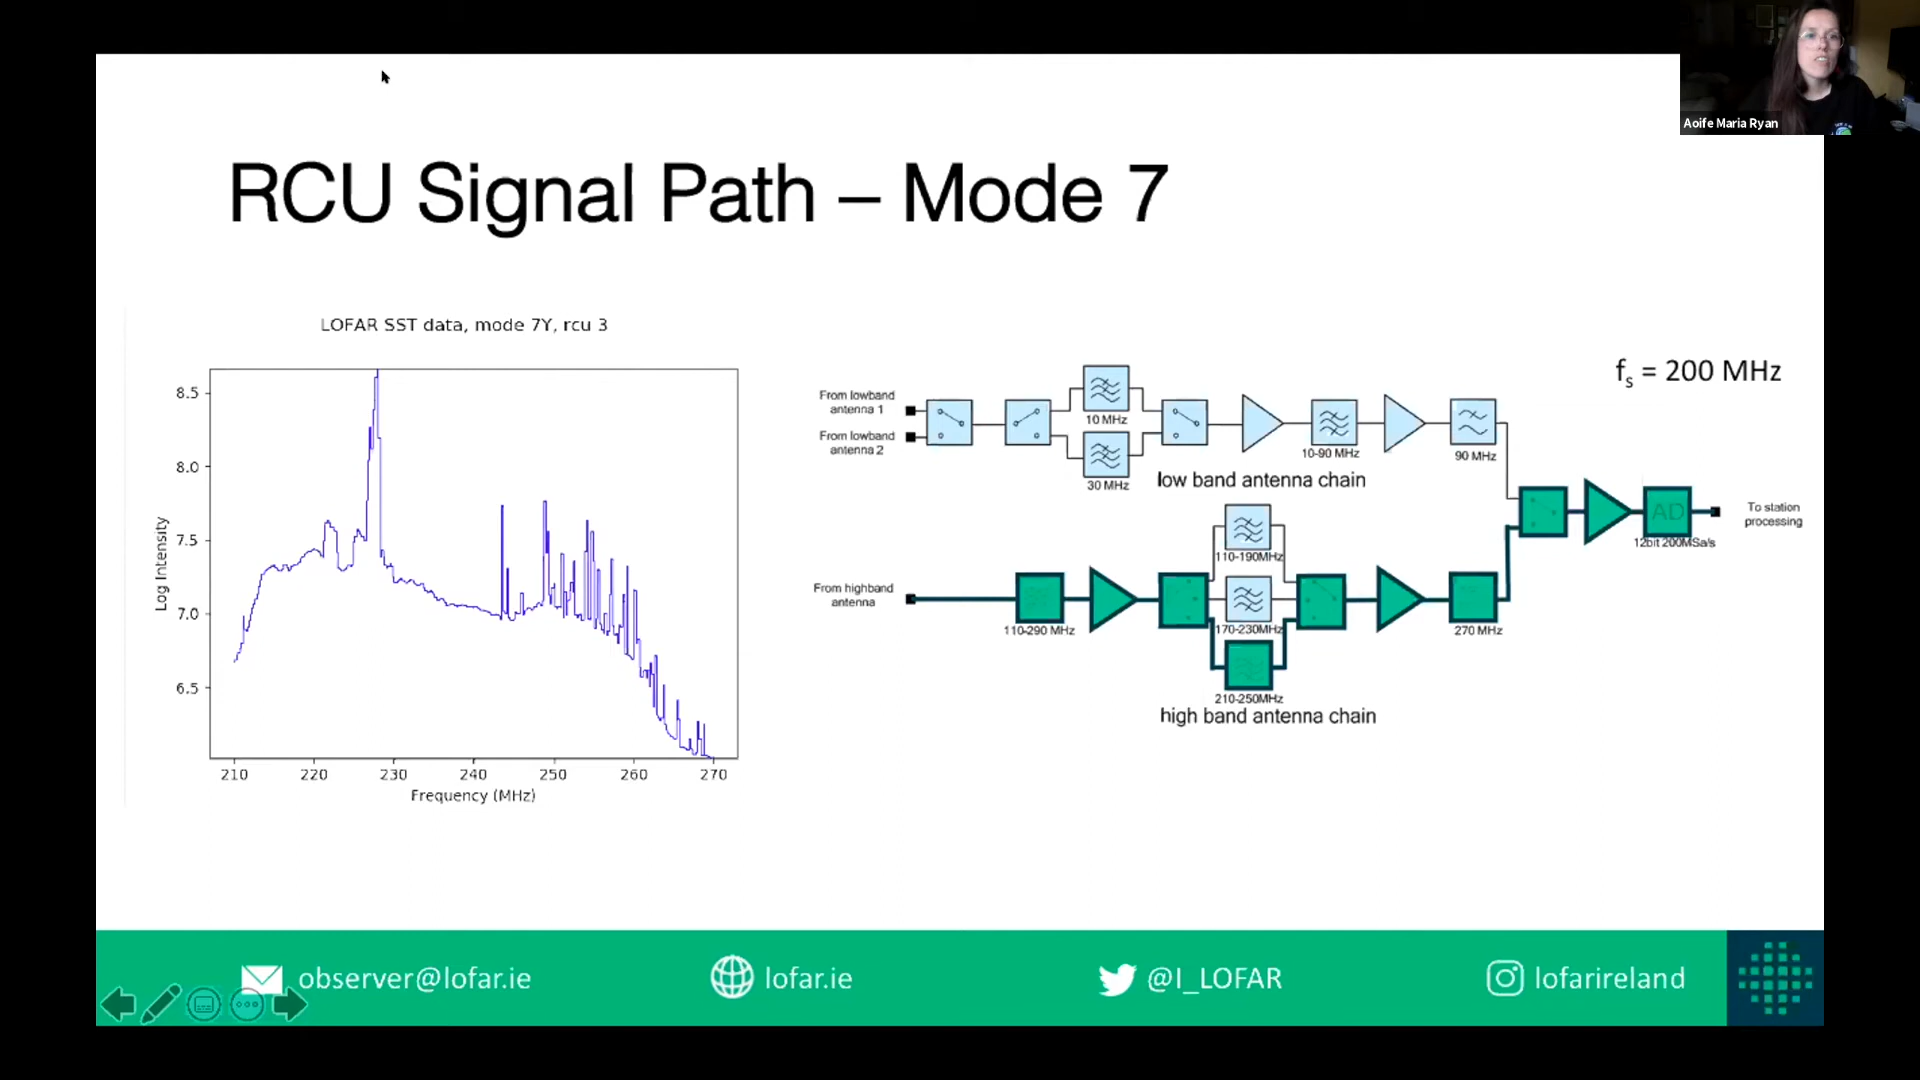 Aoife Maria Ryan
RCU Signal Path – Mode 7
LOFAR SST data, mode 7Y, rcu 3
Log Intensity
8.5
8.0
7.5
7.0
6.5
210 220 230 240 250 260 270
Frequency (MHz)
fs = 200 MHz
From lowband
antenna 1
From lowband
antenna 2
10 MHz
30 MHz
10-90 MHz
90 MHz
low band antenna chain
From highband
antenna
110-290 MHz
110-190MHz
170-230MHz
210-250MHz
270 MHz
high band antenna chain
AD
12bit 200MSa/s
To station
processing
observer@lofar.ie
lofar.ie
@I_LOFAR
lofarireland